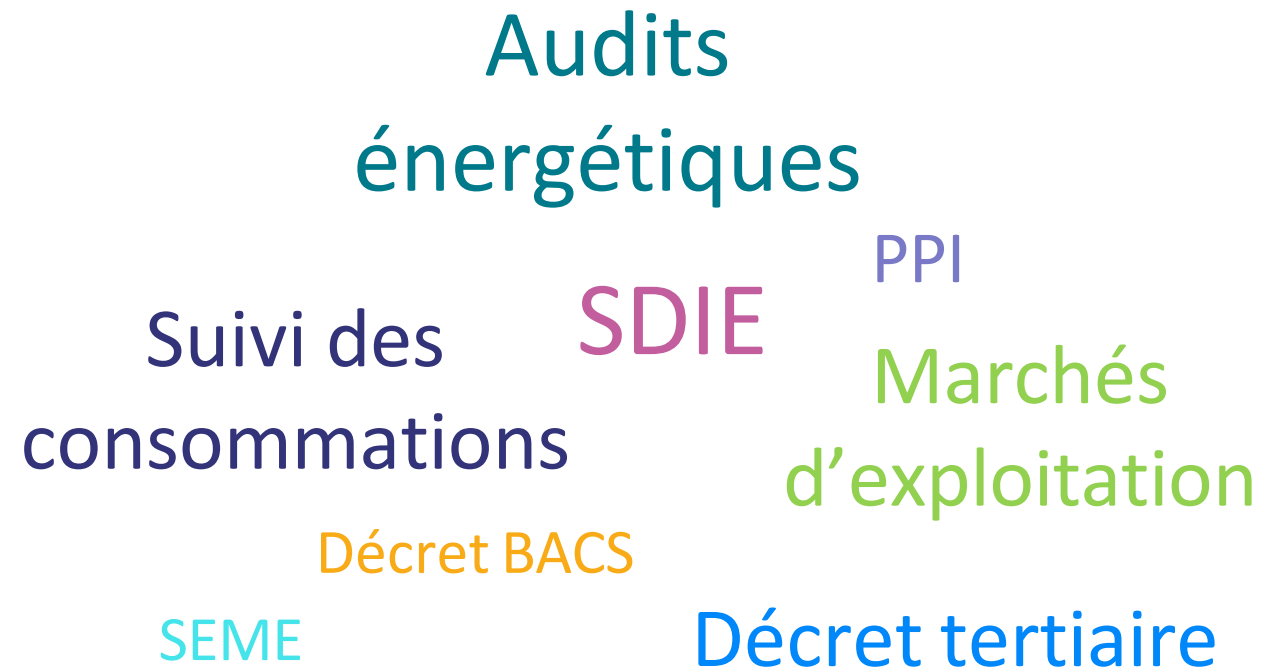 Audits
énergétiques
PPI
SDIE
Suivi des
consommations
Marchés
d’exploitation
Décret BACS
SEME
Décret tertiaire